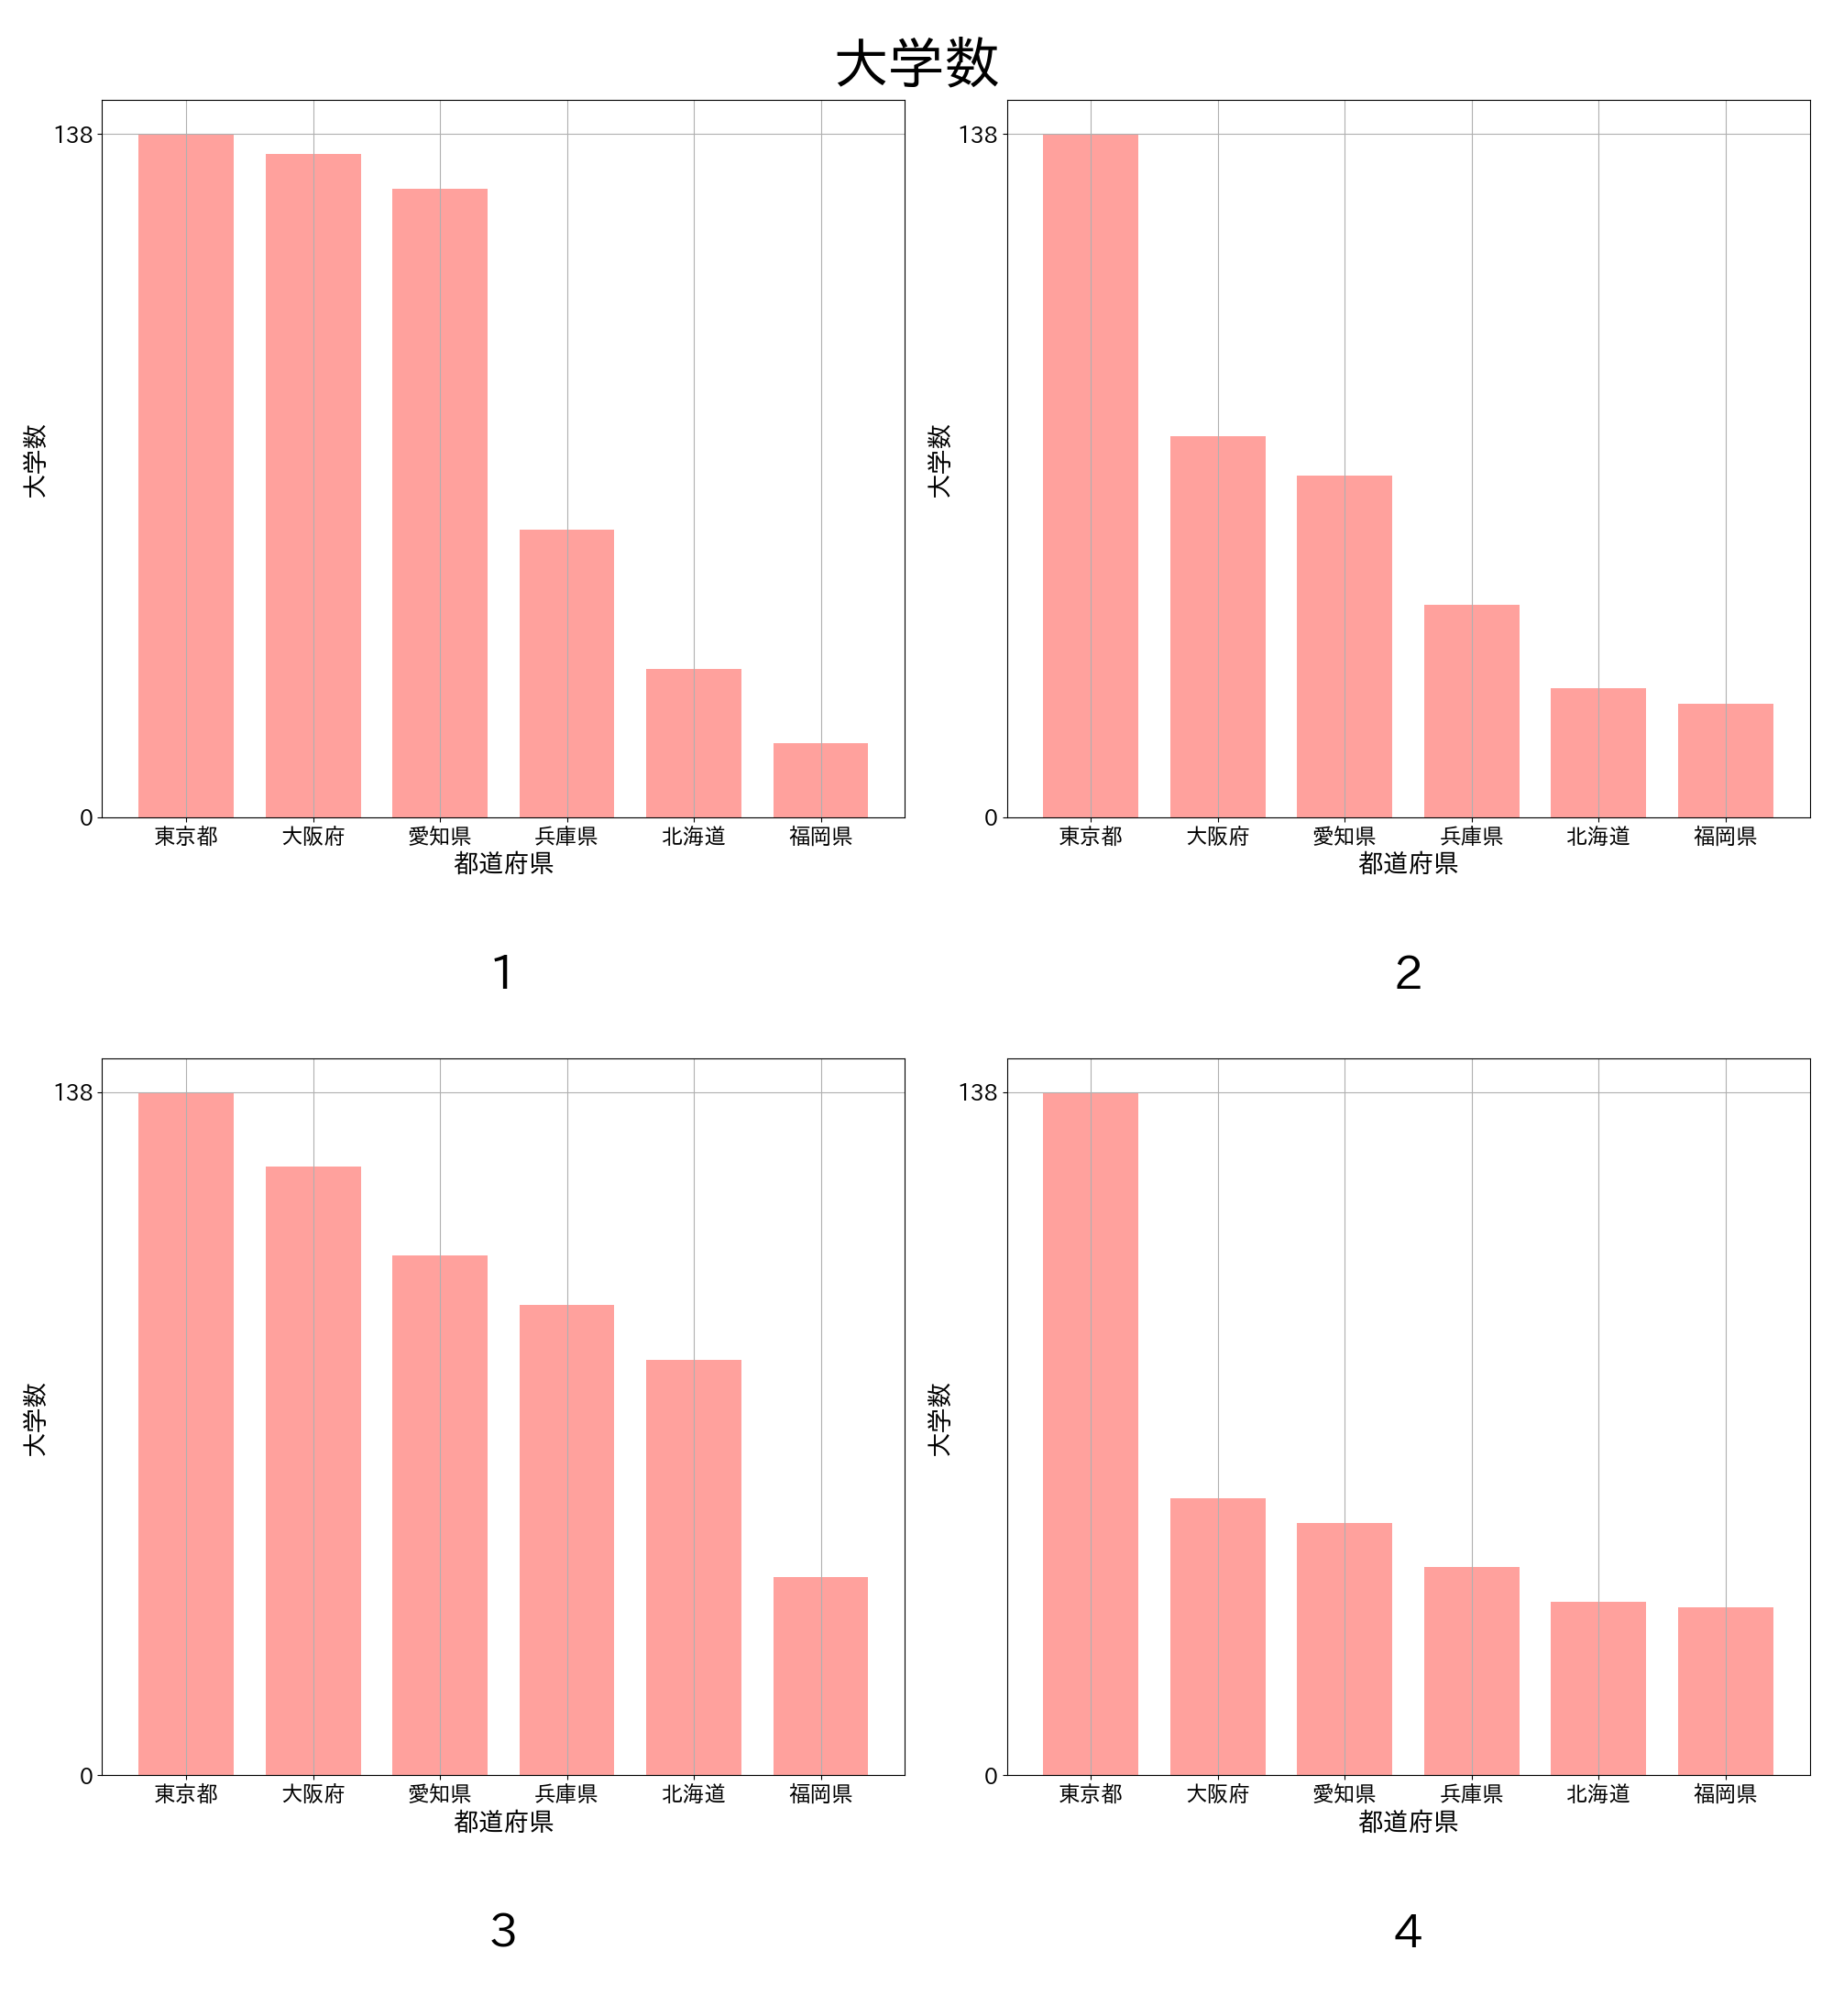 大学数
138
大学数
0
東京都 大阪府 愛知県 兵庫県 北海道 福岡県
都道府県
1
138
大学数
0
東京都 大阪府 愛知県 兵庫県 北海道 福岡県
都道府県
2
138
大学数
0
東京都 大阪府 愛知県 兵庫県 北海道 福岡県
都道府県
3
138
大学数
0
東京都 大阪府 愛知県 兵庫県 北海道 福岡県
都道府県
4